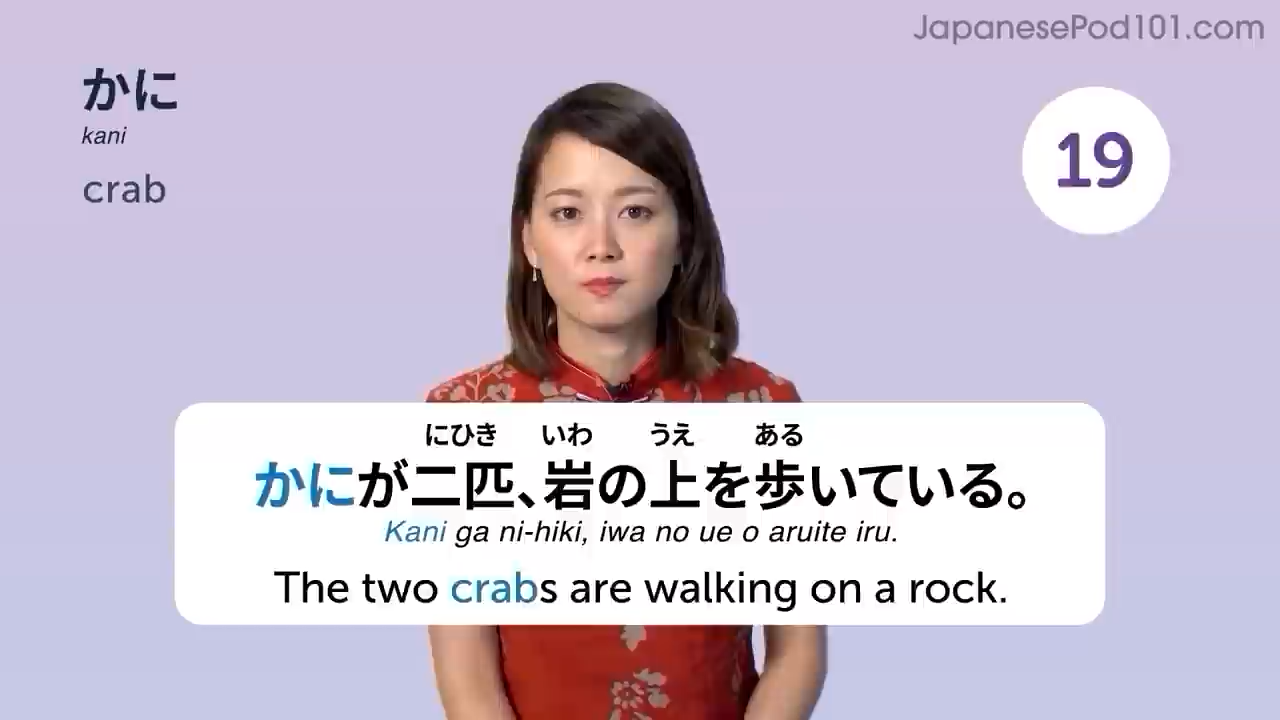 JapanesePod101.com
かに
kani
crab
19
にひき いわ うえ ある
かにが二匹、岩の上を歩いている。
Kani ga ni-hiki, iwa no ue o aruite iru.
The two crabs are walking on a rock.